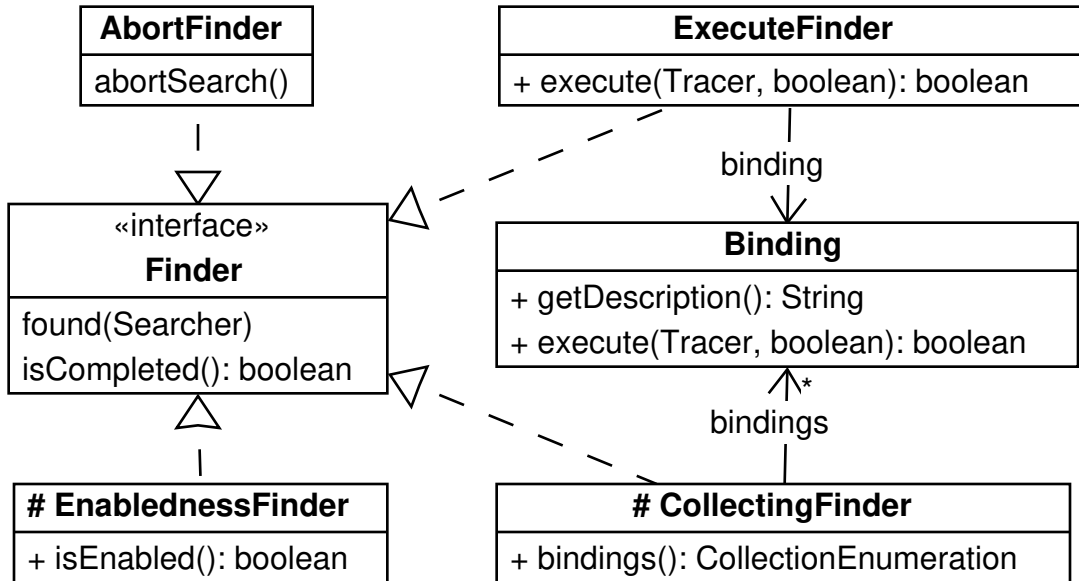 AbortFinder
abortSearch()
ExecuteFinder
+ execute(Tracer, boolean): boolean
binding
«interface»
Finder
found(Searcher)
isCompleted(): boolean
Binding
+ getDescription(): String
+ execute(Tracer, boolean): boolean
*
bindings
# EnablednessFinder
+ isEnabled(): boolean
# CollectingFinder
+ bindings(): CollectionEnumeration